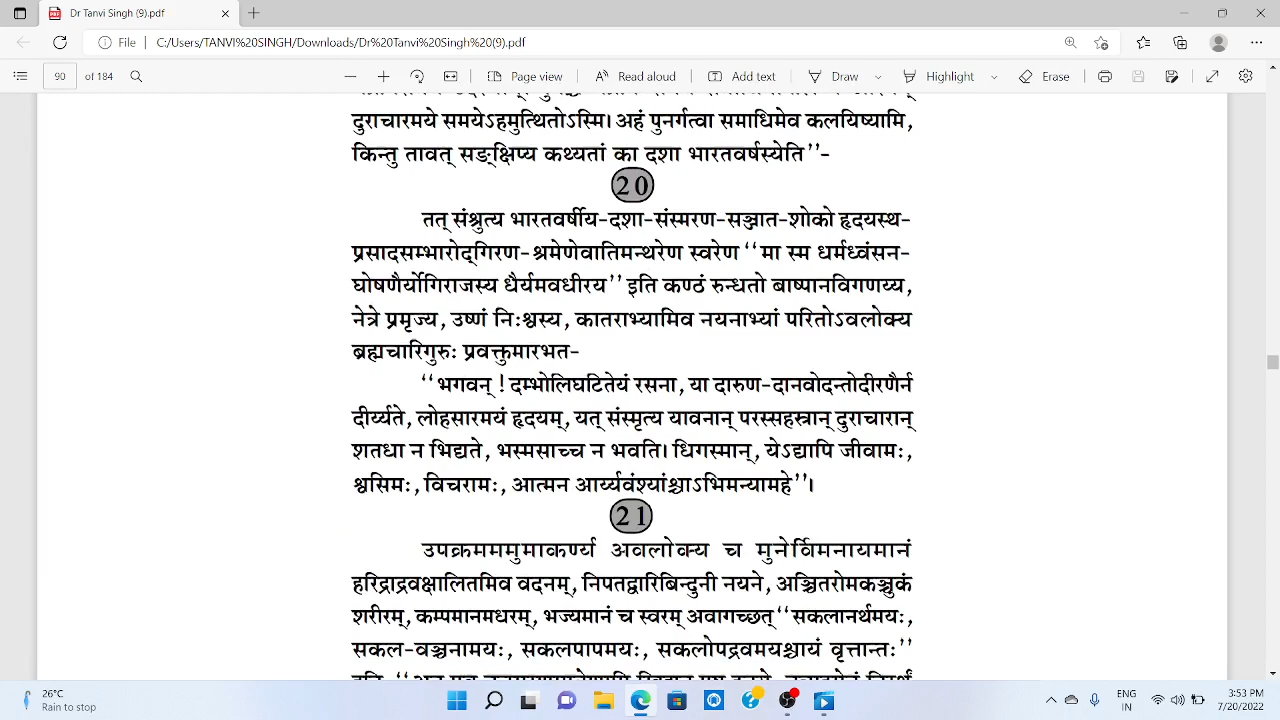 Dr Tanvi Singh (9).pdf
File C:/Users/TANVI%20SINGH/Downloads/Dr%20Tanvi%20Singh%20(9).pdf
90 of 184 Page view Read aloud Add text Draw Highlight Erase
दुराचारमये समयेऽहमुत्थितोऽस्मि। अहं पुनर्गत्वा समाधिमेव कलयिष्यामि,
किन्तु तावत् सङ्क्षिप्य कथ्यतां का दशा भारतवर्षस्येति’’-
20
तत् संश्रुत्य भारतवर्षीय-दशा-संस्मरण-सञ्जात-शोको हृदयस्थ-
प्रसादसम्भारोद्गिरण-श्रमेणेवातिमन्थरेण स्वरेण ‘‘मा स्म धर्मध्वंसन-
घोषणैर्योगिराजस्य धैर्यमवधीरय’’ इति कण्ठं रुन्धतो बाष्पानविगणय्य,
नेत्रे प्रमृज्य, उष्णं निःश्वस्य, कातराभ्यामिव नयनाभ्यां परितोऽवलोक्य
ब्रह्मचारिगुरुः प्रवक्तुमारभत-
‘‘भगवन् ! दम्भोलिघटितेयं रसना, या दारुण-दानवोदन्तोदीरणैर्न
दीर्य्यते, लोहसारमयं हृदयम्, यत् संस्मृत्य यावनान् परस्सहस्त्रान् दुराचारान्
शतधा न भिद्यते, भस्मसाच्च न भवति। धिगस्मान्, येऽद्यापि जीवामः,
श्वसिमः, विचरामः, आत्मन आर्य्यवंश्यांश्चाऽभिमन्यामहे’’।
21
उपक्रमममुमाकर्ण्य अवलोक्य च मुनेर्विमनायमानं
हरिद्राद्रवक्षालितमिव वदनम्, निपतद्वारिबिन्दुनी नयने, अञ्चितरोमकञ्चुकं
शरीरम्, कम्पमानमधरम्, भज्यमानं च स्वरम् अवागच्छत् ‘‘सकलानर्थमयः,
सकल-वञ्चनामयः, सकलपापमयः, सकलोपद्रवमयश्चायं वृत्तान्तः’’
26°C
Rain to stop
ENG
IN
3:53 PM
7/20/2022